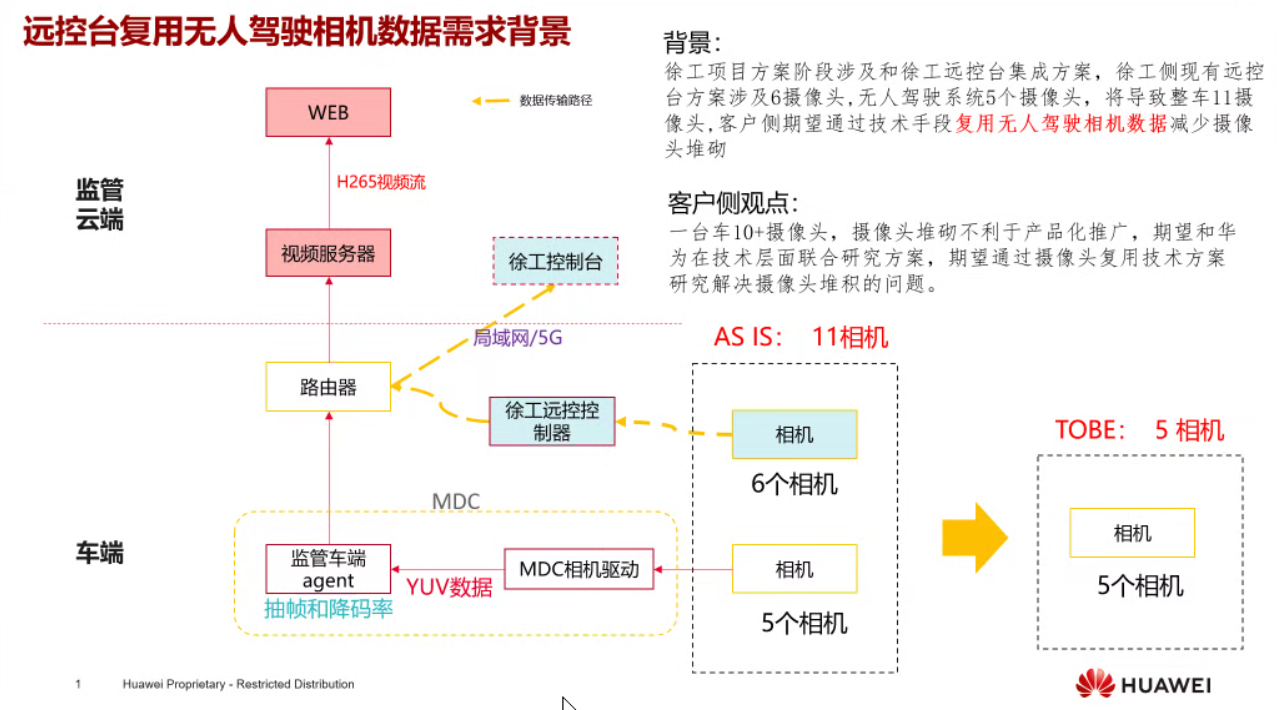 远控台复用无人驾驶相机数据需求背景
背景：
徐工项目方案阶段涉及和徐工远控台集成方案，徐工侧现有远控
台方案涉及6摄像头,无人驾驶系统5个摄像头，将导致整车11摄
像头,客户侧期望通过技术手段复用无人驾驶相机数据减少摄像
头堆砌
客户侧观点：
一台车10+摄像头，摄像头堆砌不利于产品化推广，期望和华
为在技术层面联合研究方案，期望通过摄像头复用技术方案
研究解决摄像头堆积的问题。
数据传输路径
WEB
H265视频流
监管
云端
视频服务器
徐工控制台
局域网/5G
路由器
徐工远控控
制器
AS IS： 11相机
相机
6个相机
TOBE： 5 相机
相机
5个相机
MDC
车端
监管车端
agent
抽帧和降码率
YUV数据
MDC相机驱动
相机
5个相机
1 Huawei Proprietary - Restricted Distribution
HUAWEI